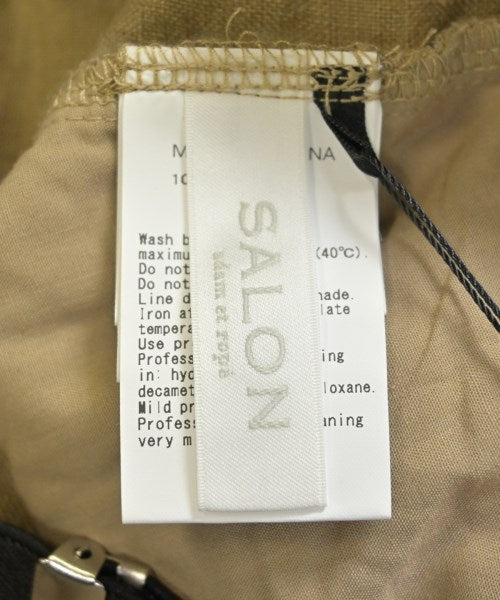 SALON
adam et ropé
NA
10
Wash b
maximu (40℃).
Do not
Do not
Line d hade.
Iron af late
tempera
Use pr
Profess ing
in: hyd
decamet loxane.
Mild pr
Profess aning
very m